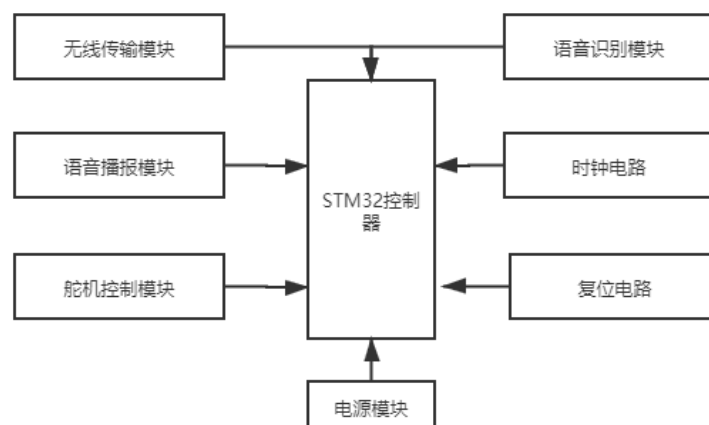 无线传输模块
语音识别模块
语音播报模块
时钟电路
STM32控制
器
舵机控制模块
复位电路
电源模块